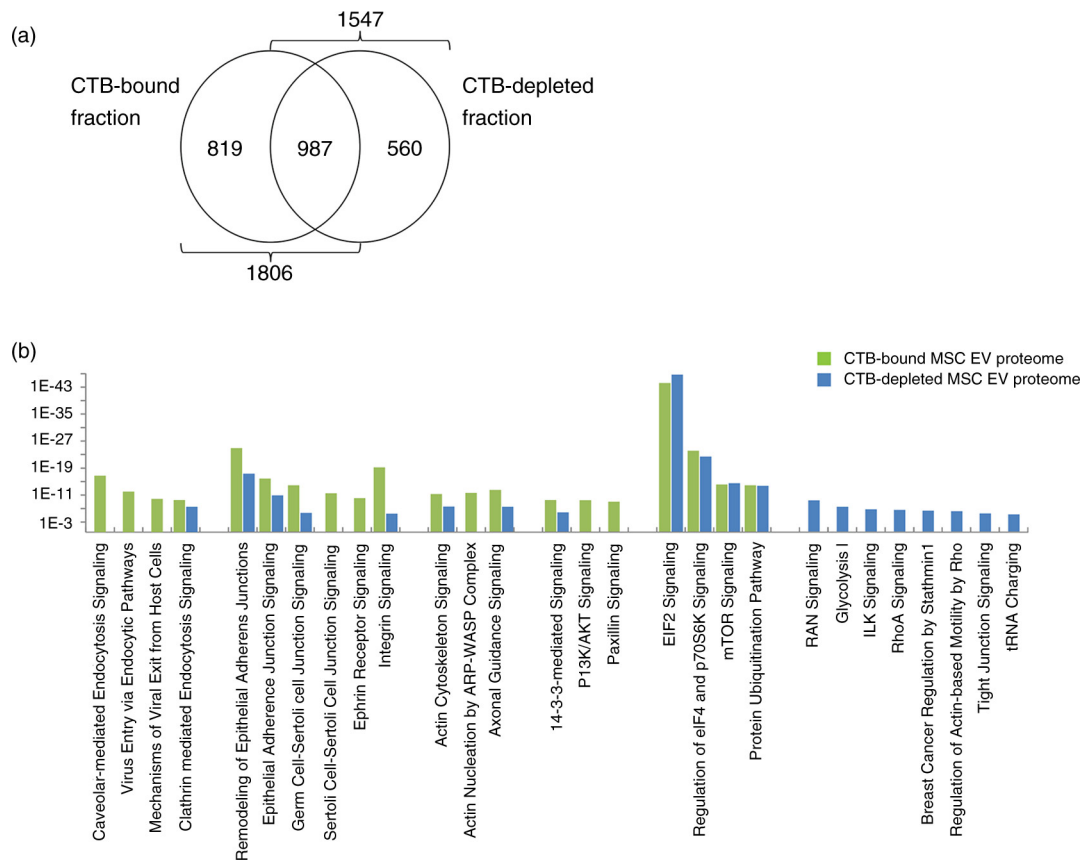 (a)
1547
CTB-bound
fraction
CTB-depleted
fraction
819
987
560
1806
(b)
CTB-bound MSC EV proteome
CTB-depleted MSC EV proteome
1E-43
1E-35
1E-27
1E-19
1E-11
1E-3
Caveolar-mediated Endocytosis Signaling
Virus Entry via Endocytic Pathways
Mechanisms of Viral Exit from Host Cells
Clathrin mediated Endocytosis Signaling
Remodeling of Epithelial Adherens Junctions
Epithelial Adherence Junction Signaling
Germ Cell-Sertoli cell Junction Signaling
Sertoli Cell-Sertoli Cell Junction Signaling
Ephrin Receptor Signaling
Integrin Signaling
Actin Cytoskeleton Signaling
Actin Nucleation by ARP-WASP Complex
Axonal Guidance Signaling
14-3-3-mediated Signaling
P13K/AKT Signaling
Paxillin Signaling
EIF2 Signaling
Regulation of eIF4 and p70S6K Signaling
mTOR Signaling
Protein Ubiquitination Pathway
RAN Signaling
Glycolysis I
ILK Signaling
RhoA Signaling
Breast Cancer Regulation by Stathmin1
Regulation of Actin-based Motility by Rho
Tight Junction Signaling
tRNA Charging